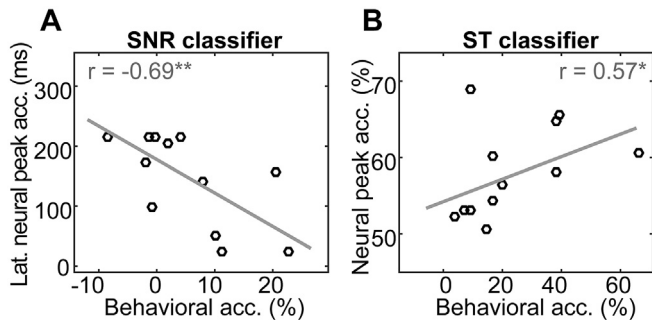 A
SNR classifier
r = -0.69**
Lat. neural peak acc. (ms)
300
200
100
0
-10
0
10
20
Behavioral acc. (%)
B
ST classifier
r = 0.57*
Neural peak acc. (%)
70
60
50
0
20
40
60
Behavioral acc. (%)